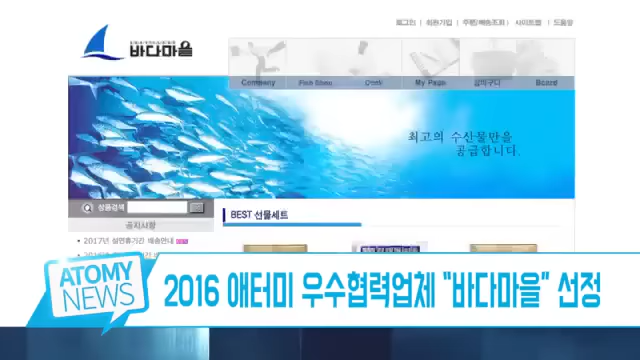 로그인 | 회원가입 | 주문/배송조회 | 사이트맵 | 도움말
바다마을
Company Fish Shop Cook My Page 장바구니 Board
최고의 수산물만을
공급합니다.
상품검색
BEST 선물세트
공지사항
• 2017년 설연휴기간 배송안내
ATOMY
NEWS
2016 애터미 우수협력업체 "바다마을" 선정